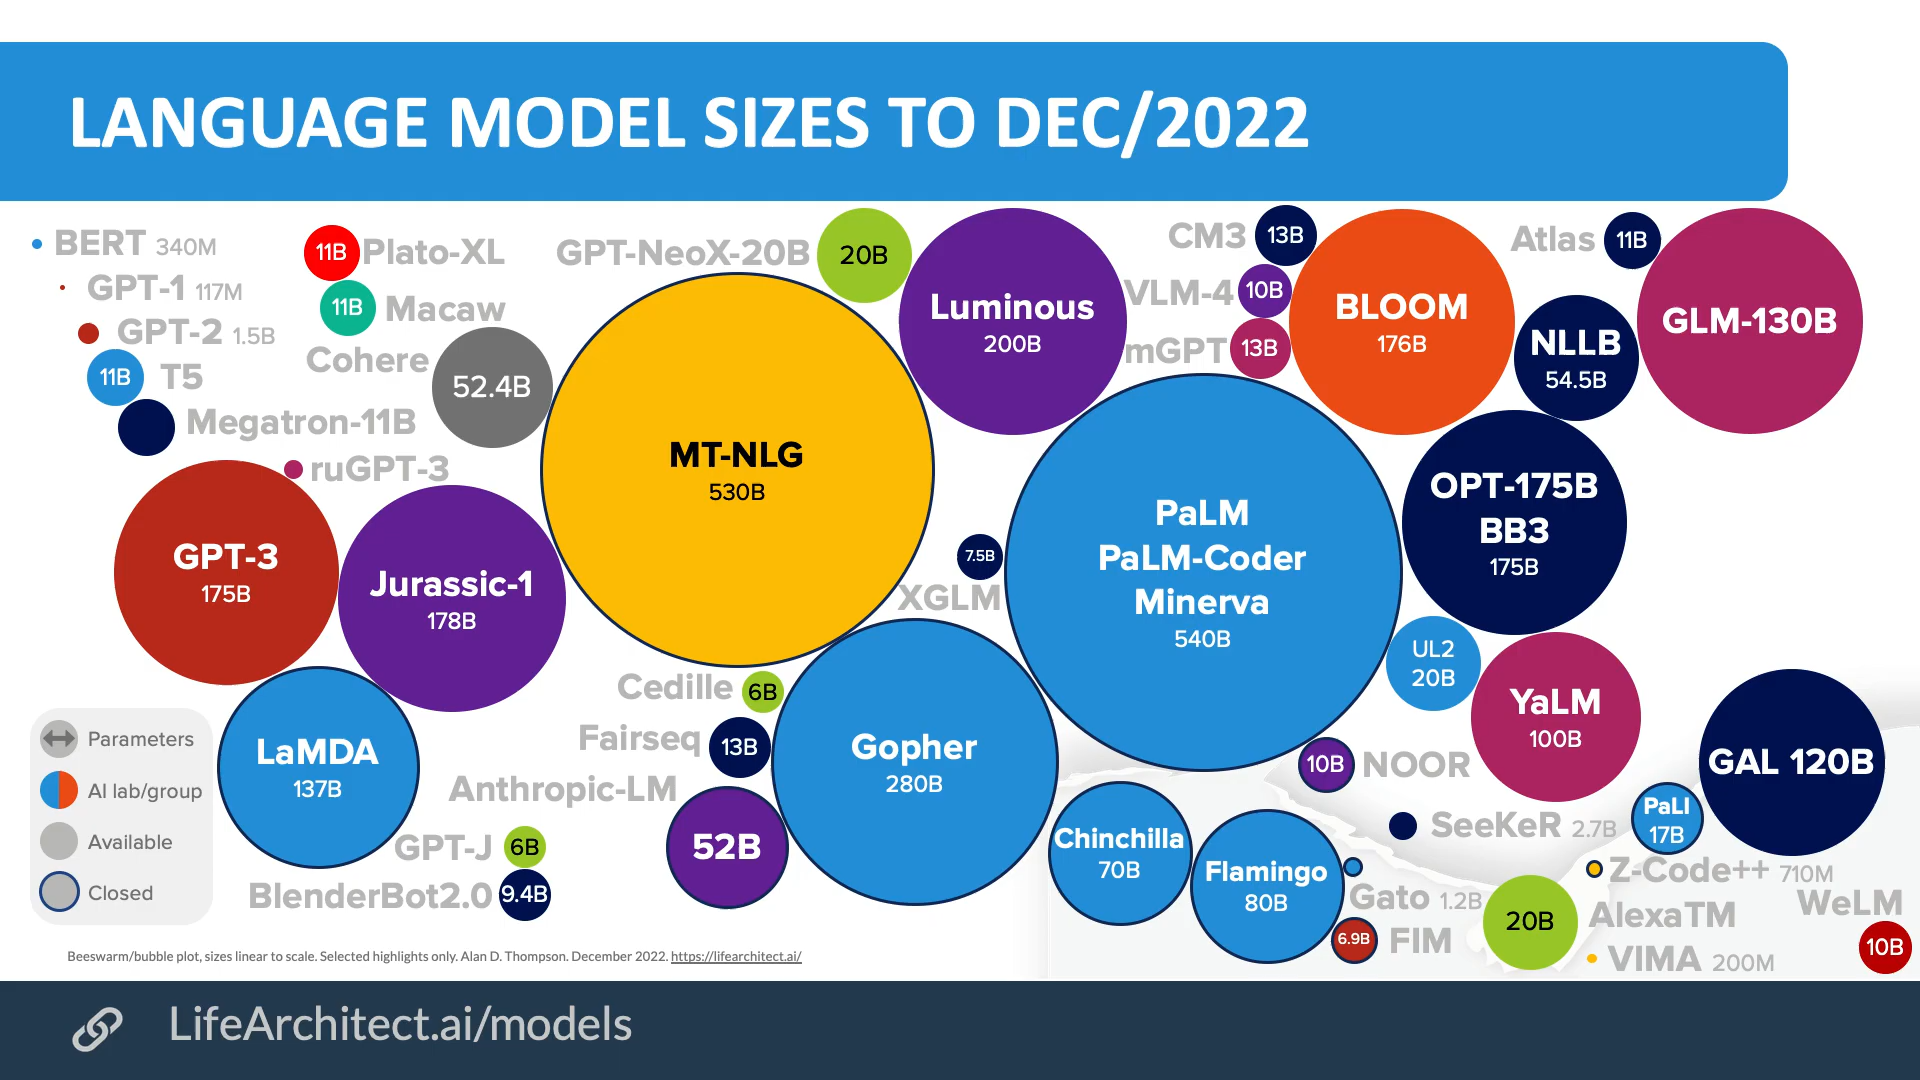 LANGUAGE MODEL SIZES TO DEC/2022
BERT 340M
GPT-1 117M
GPT-2 1.5B
11B T5
Megatron-11B
ruGPT-3
11B Plato-XL
11B Macaw
Cohere
52.4B
GPT-NeoX-20B 20B
Luminous
200B
CM3 13B
VLM-4 10B
mGPT 13B
BLOOM
176B
Atlas 11B
NLLB
54.5B
GLM-130B
MT-NLG
530B
GPT-3
175B
Jurassic-1
178B
7.5B
XGLM
PaLM
PaLM-Coder
Minerva
540B
OPT-175B
BB3
175B
UL2
20B
YaLM
100B
GAL 120B
LaMDA
137B
Cedille 6B
Fairseq 13B
Anthropic-LM
52B
GPT-J 6B
BlenderBot2.0 9.4B
Gopher
280B
Chinchilla
70B
Flamingo
80B
10B NOOR
SeeKeR 2.7B
PaLI
17B
Gato 1.2B
6.9B FIM
Z-Code++ 710M
20B AlexaTM
VIMA 200M
WeLM
10B
Parameters
AI lab/group
Available
Closed
Beeswarm/bubble plot, sizes linear to scale. Selected highlights only. Alan D. Thompson. December 2022. https://lifearchitect.ai/
LifeArchitect.ai/models